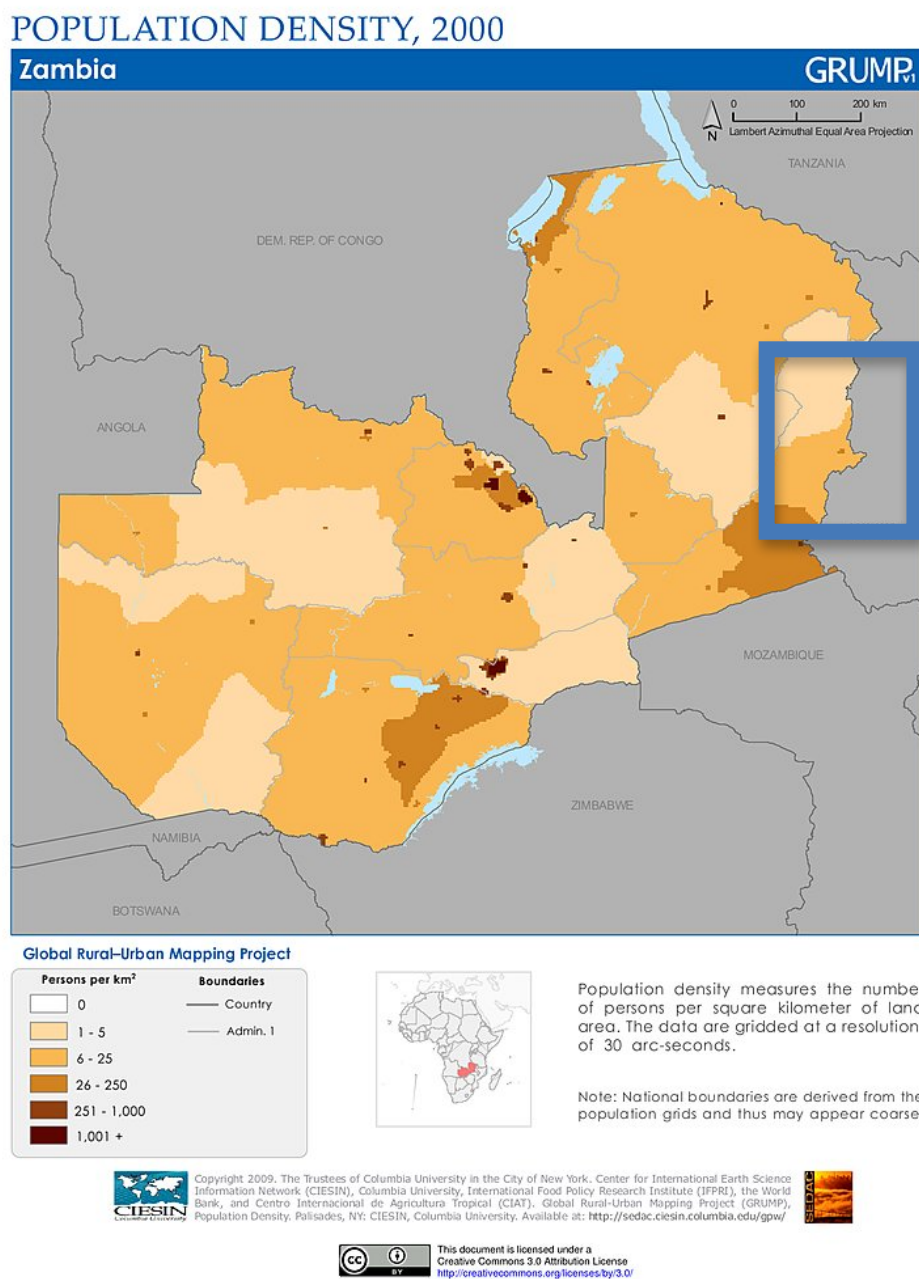 POPULATION DENSITY, 2000
Zambia
GRUMPv1
0 100 200 km
N
Lambert Azimuthal Equal Area Projection
TANZANIA
DEM. REP. OF CONGO
ANGOLA
MOZAMBIQUE
ZIMBABWE
NAMIBIA
BOTSWANA
Global Rural–Urban Mapping Project
Persons per km²
0
1 - 5
6 - 25
26 - 250
251 - 1,000
1,001 +
Boundaries
Country
Admin. 1
Population density measures the number
of persons per square kilometer of land
area. The data are gridded at a resolution
of 30 arc-seconds.
Note: National boundaries are derived from the
population grids and thus may appear coarse
CIESIN
Columbia University
Copyright 2009. The Trustees of Columbia University in the City of New York. Center for International Earth Science
Information Network (CIESIN), Columbia University, International Food Policy Research Institute (IFPRI), the World
Bank, and Centro Internacional de Agricultura Tropical (CIAT). Global Rural-Urban Mapping Project (GRUMP),
Population Density. Palisades, NY: CIESIN, Columbia University. Available at: http://sedac.ciesin.columbia.edu/gpw/
SEDAC
cc
BY
This document is licensed under a
Creative Commons 3.0 Attribution License
http://creativecommons.org/licenses/by/3.0/